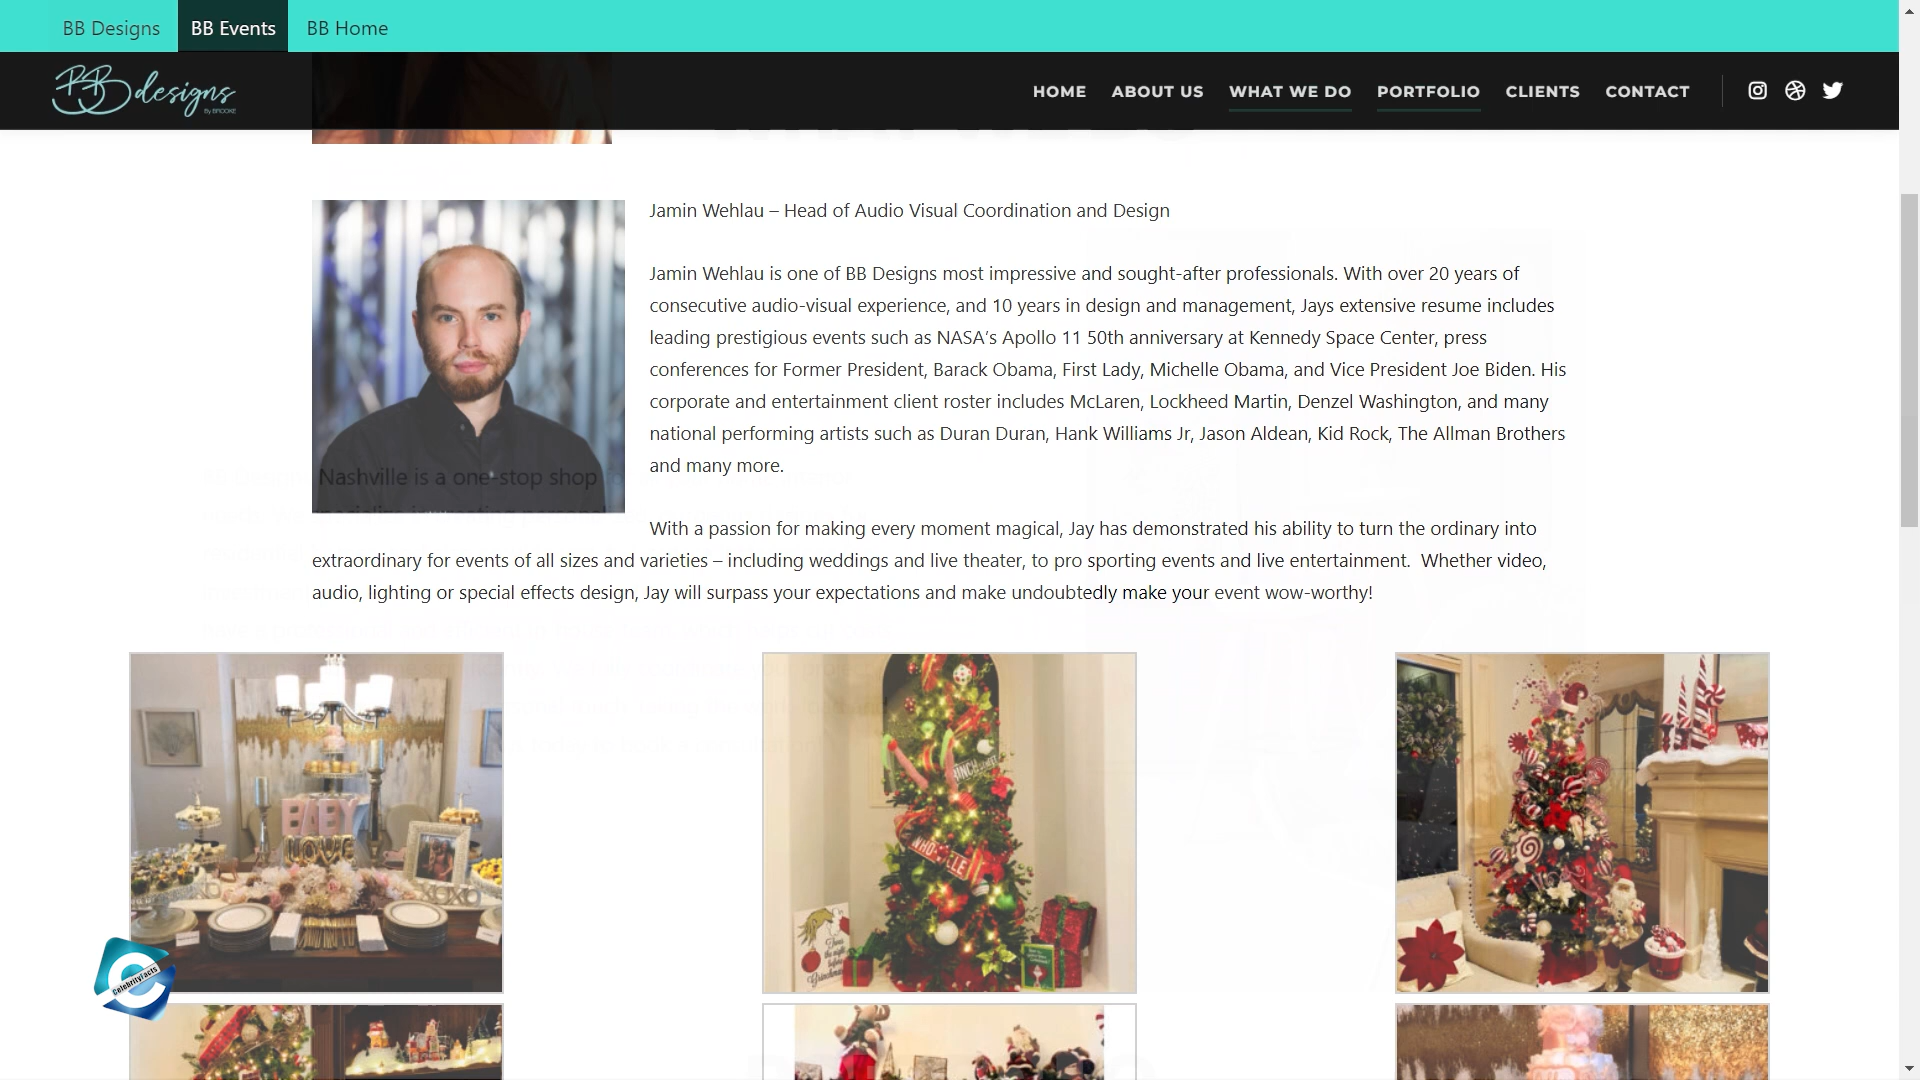 BB Designs BB Events BB Home
BB designs
By BROOKE
HOME ABOUT US WHAT WE DO PORTFOLIO CLIENTS CONTACT
Jamin Wehlau – Head of Audio Visual Coordination and Design
Jamin Wehlau is one of BB Designs most impressive and sought-after professionals. With over 20 years of
consecutive audio-visual experience, and 10 years in design and management, Jays extensive resume includes
leading prestigious events such as NASA’s Apollo 11 50th anniversary at Kennedy Space Center, press
conferences for Former President, Barack Obama, First Lady, Michelle Obama, and Vice President Joe Biden. His
corporate and entertainment client roster includes McLaren, Lockheed Martin, Denzel Washington, and many
national performing artists such as Duran Duran, Hank Williams Jr, Jason Aldean, Kid Rock, The Allman Brothers
and many more.
Nashville is a one-stop shop
With a passion for making every moment magical, Jay has demonstrated his ability to turn the ordinary into
extraordinary for events of all sizes and varieties – including weddings and live theater, to pro sporting events and live entertainment. Whether video,
audio, lighting or special effects design, Jay will surpass your expectations and make undoubtedly make your event wow-worthy!
BABY
LOVE
XOXO
WHO-VILLE
CelebrityFacts